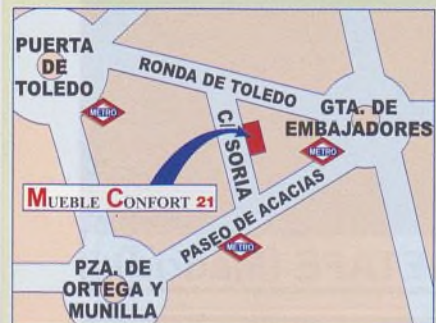 PUERTA
DE
TOLEDO
RONDA DE TOLEDO
GTA. DE
EMBAJADORES
C/ SORIA
METRO
METRO
MUEBLE CONFORT 21
PASEO DE ACACIAS
METRO
PZA. DE
ORTEGA Y
MUNILLA